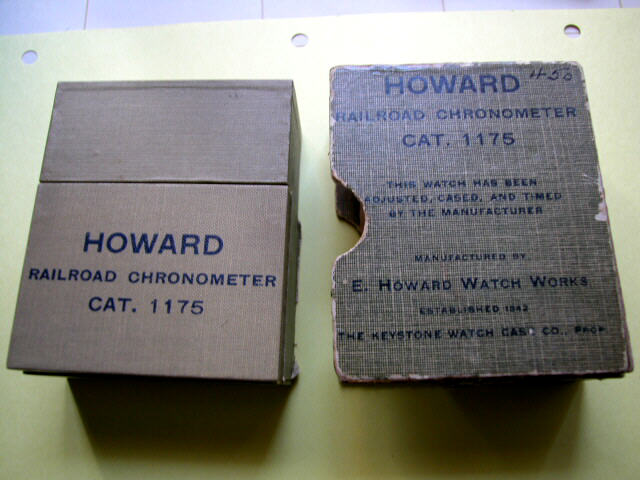 HOWARD
RAILROAD CHRONOMETER
CAT. 1175
HOWARD
RAILROAD CHRONOMETER
CAT. 1175
THIS WATCH HAS BEEN
ADJUSTED, CASED, AND TIMED
BY THE MANUFACTURER
MANUFACTURED BY
E. HOWARD WATCH WORKS
ESTABLISHED 1842
THE KEYSTONE WATCH CASE CO., PROP.